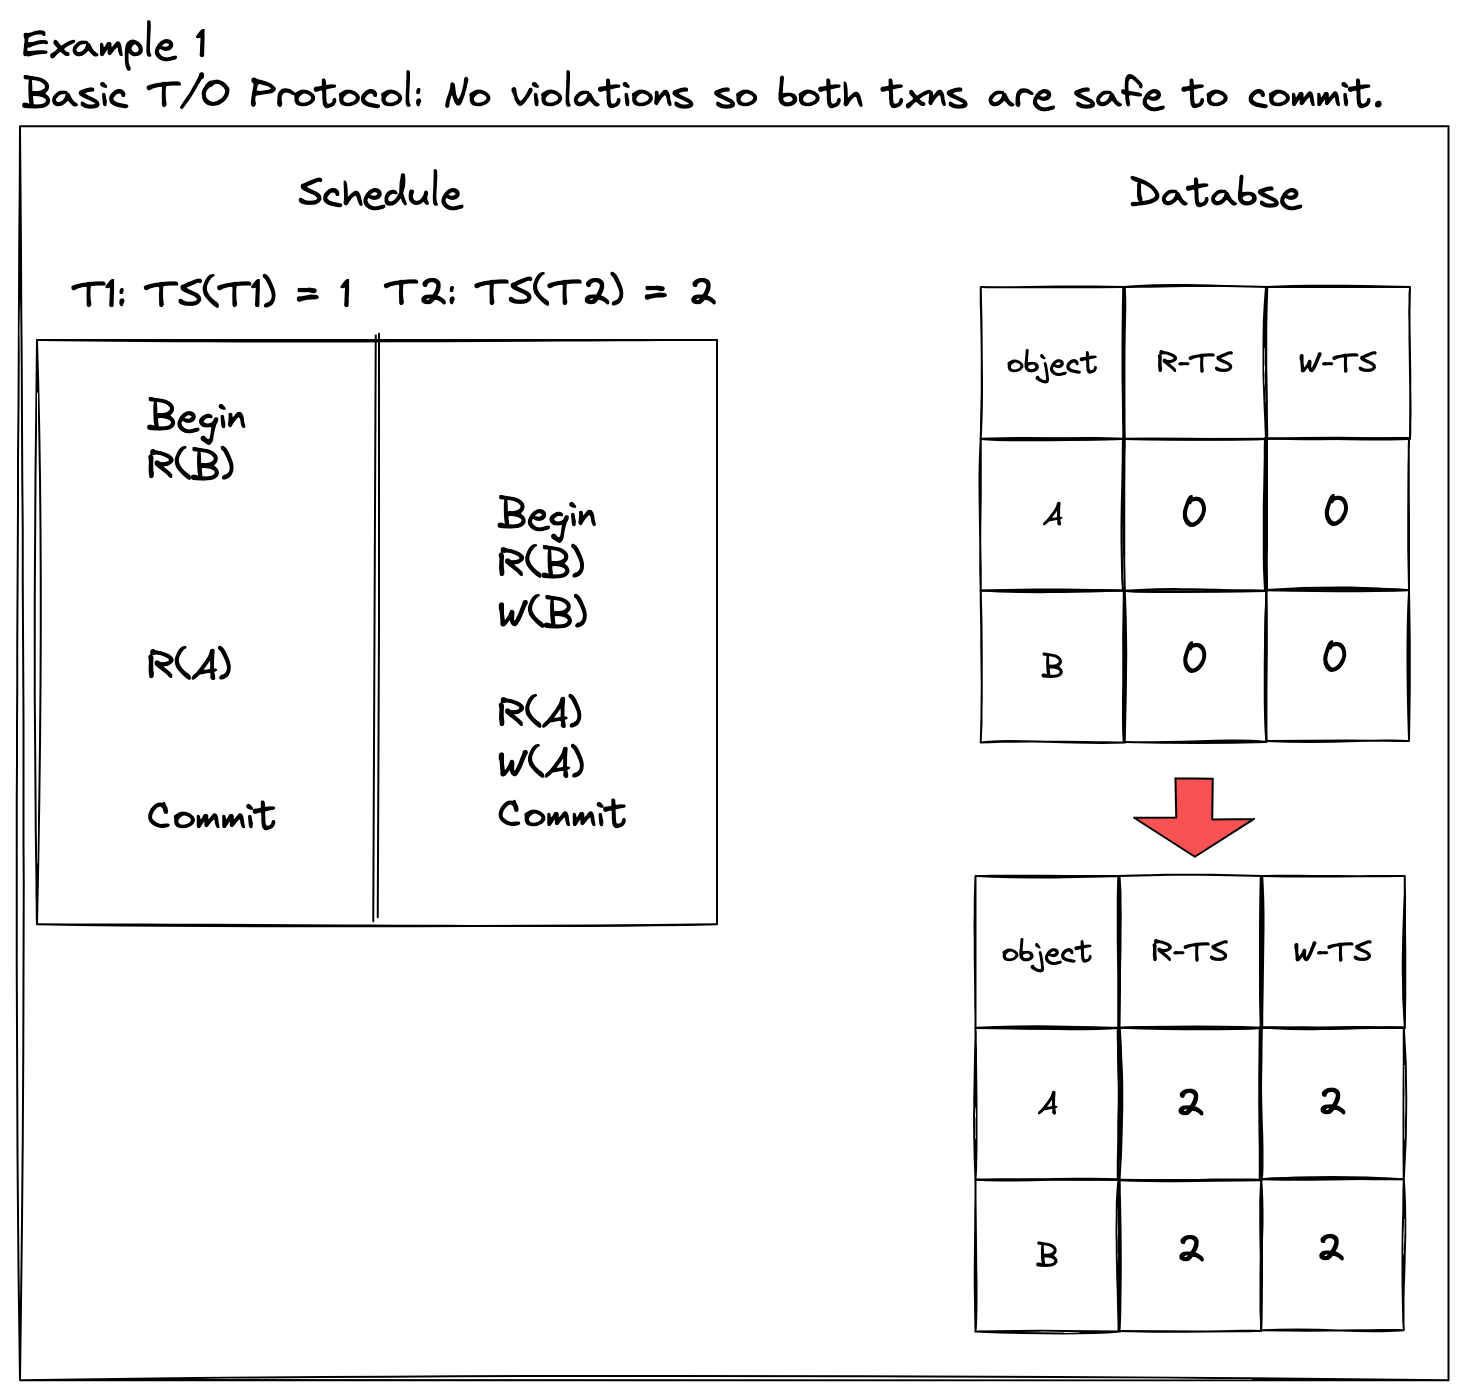 Example 1
Basic T/O Protocol: No violations so both txns are safe to commit.
Schedule
T1: TS(T1) = 1 T2: TS(T2) = 2
Begin
R(B)
Begin
R(B)
W(B)
R(A)
R(A)
W(A)
Commit Commit
Databse
object R-TS W-TS
A 0 0
B 0 0
object R-TS W-TS
A 2 2
B 2 2